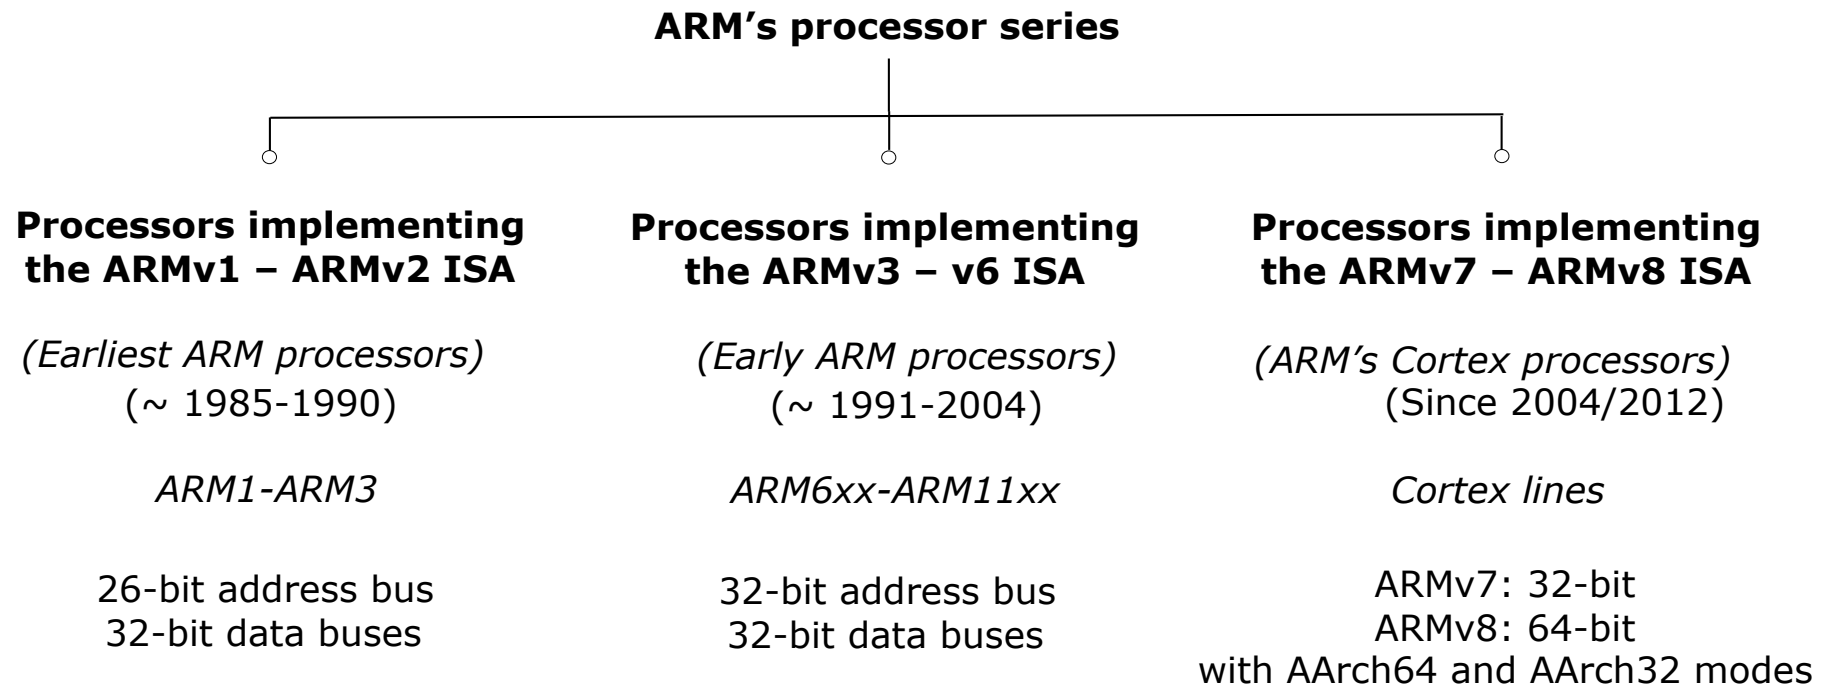 ARM’s processor series
Processors implementing
the ARMv1 – ARMv2 ISA
(Earliest ARM processors)
(~ 1985-1990)
ARM1-ARM3
26-bit address bus
32-bit data buses
Processors implementing
the ARMv3 – v6 ISA
(Early ARM processors)
(~ 1991-2004)
ARM6xx-ARM11xx
32-bit address bus
32-bit data buses
Processors implementing
the ARMv7 – ARMv8 ISA
(ARM’s Cortex processors)
(Since 2004/2012)
Cortex lines
ARMv7: 32-bit
ARMv8: 64-bit
with AArch64 and AArch32 modes